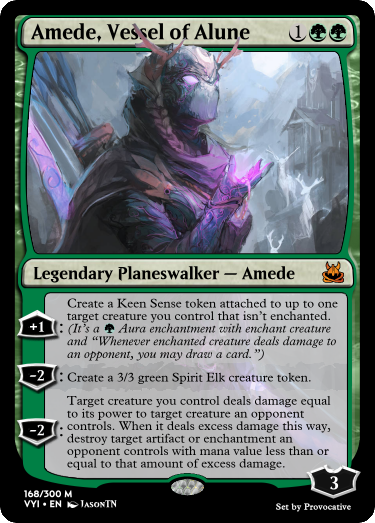 Amede, Vessel of Alune 1
Legendary Planeswalker — Amede
Create a Keen Sense token attached to up to one
target creature you control that isn't enchanted.
+1: (It's a Aura enchantment with enchant creature
and “Whenever enchanted creature deals damage to
an opponent, you may draw a card.”)
-2: Create a 3/3 green Spirit Elk creature token.
Target creature you control deals damage equal
to its power to target creature an opponent
controls. When it deals excess damage this way,
-2: destroy target artifact or enchantment an
opponent controls with mana value less than or
equal to that amount of excess damage.
3
168/300 M
VYI • EN JasonTN
Set by Provocative